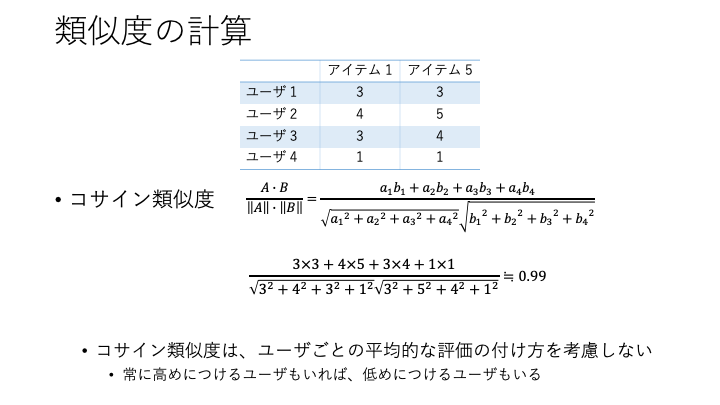 類似度の計算
アイテム 1 アイテム 5
ユーザ 1 3 3
ユーザ 2 4 5
ユーザ 3 3 4
ユーザ 4 1 1
• コサイン類似度 \frac{A \cdot B}{\|A\| \cdot \|B\|} = \frac{a_1b_1 + a_2b_2 + a_3b_3 + a_4b_4}{\sqrt{a_1^2 + a_2^2 + a_3^2 + a_4^2}\sqrt{b_1^2 + b_2^2 + b_3^2 + b_4^2}}
\frac{3×3 + 4×5 + 3×4 + 1×1}{\sqrt{3^2 + 4^2 + 3^2 + 1^2}\sqrt{3^2 + 5^2 + 4^2 + 1^2}} ≒ 0.99
• コサイン類似度は、ユーザごとの平均的な評価の付け方を考慮しない
• 常に高めにつけるユーザもいれば、低めにつけるユーザもいる